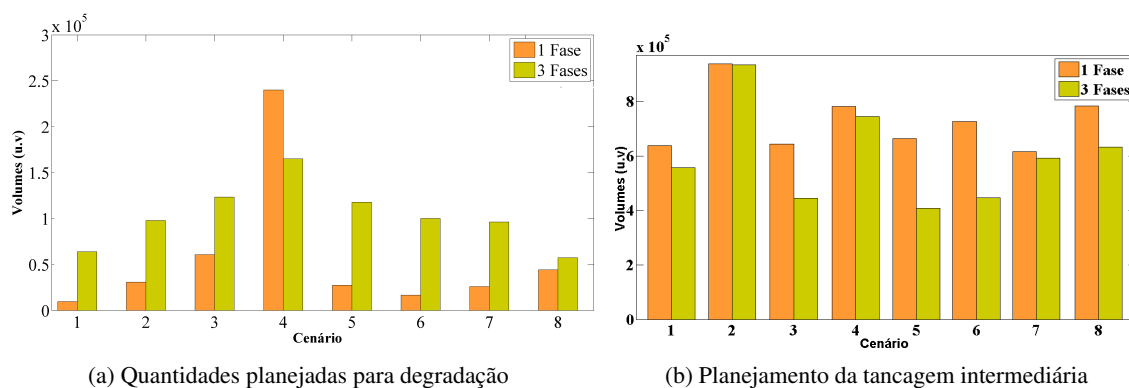 x 10^5
3
2.5
2
1.5
1
0.5
0
Volumes (u.v)
1 Fase
3 Fases
1 2 3 4 5 6 7 8
Cenário
(a) Quantidades planejadas para degradação
x 10^5
8
6
4
2
0
Volumes (u.v)
1 Fase
3 Fases
1 2 3 4 5 6 7 8
Cenário
(b) Planejamento da tancagem intermediária